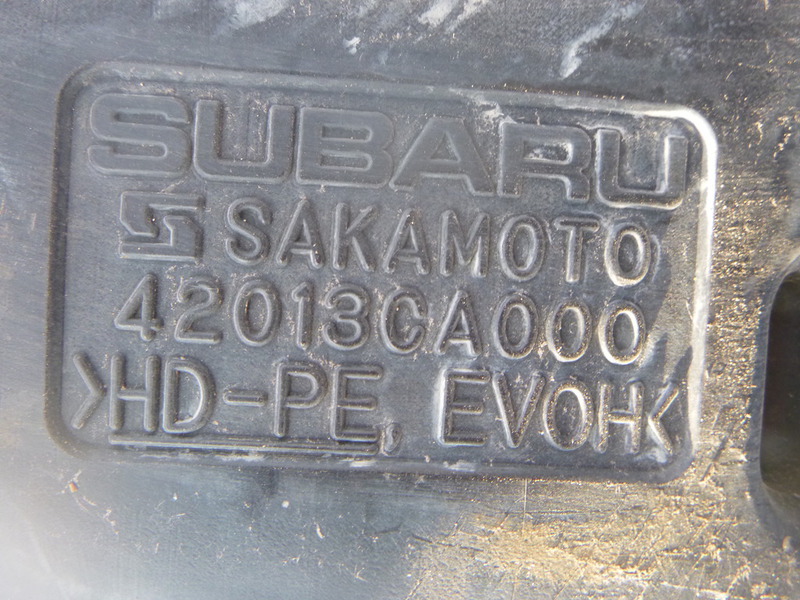 SUBARU
SAKAMOTO
42013CA000
>HD-PE, EVOH<